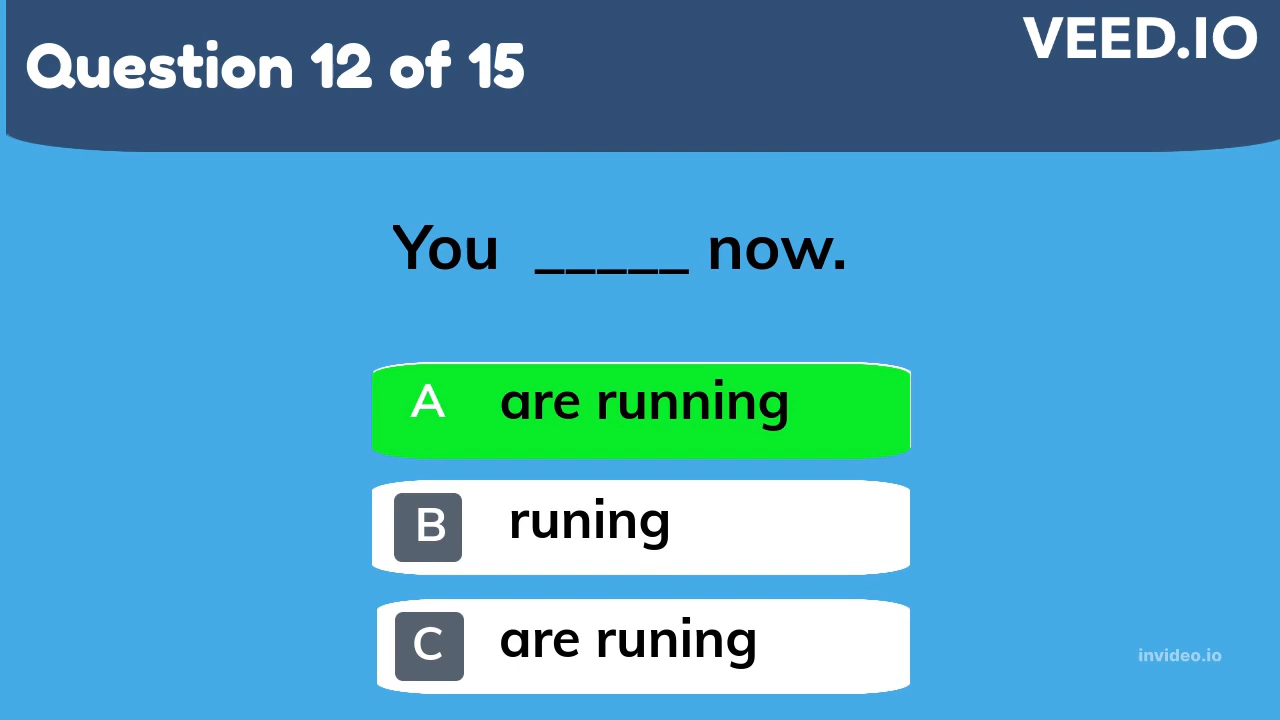 Question 12 of 15
VEED.IO
You _____ now.
A are running
B runing
C are runing
invideo.io